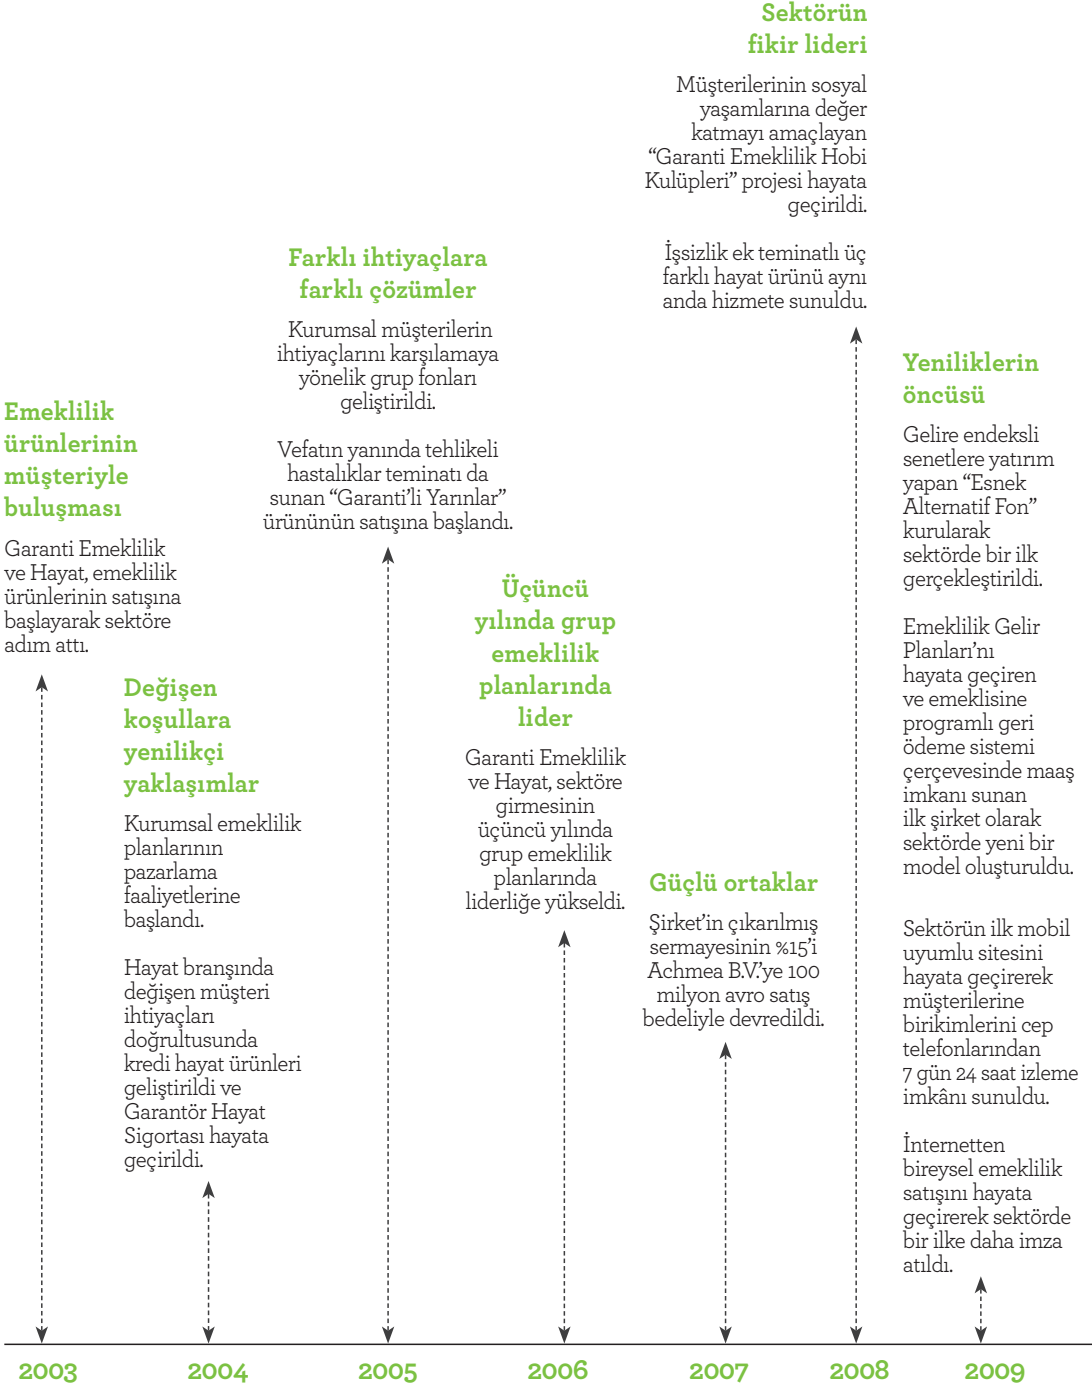 Emeklilik
ürünlerinin
müşteriyle
buluşması
Garanti Emeklilik
ve Hayat, emeklilik
ürünlerinin satışına
başlayarak sektöre
adım attı.
Değişen
koşullara
yenilikçi
yaklaşımlar
Kurumsal emeklilik
planlarının
pazarlama
faaliyetlerine
başlandı.
Hayat branşında
değişen müşteri
ihtiyaçları
doğrultusunda
kredi hayat ürünleri
geliştirildi ve
Garantör Hayat
Sigortası hayata
geçirildi.
Farklı ihtiyaçlara
farklı çözümler
Kurumsal müşterilerin
ihtiyaçlarını karşılamaya
yönelik grup fonları
geliştirildi.
Vefatın yanında tehlikeli
hastalıklar teminatı da
sunan “Garanti’li Yarınlar”
ürününün satışına başlandı.
Üçüncü
yılında grup
emeklilik
planlarında
lider
Garanti Emeklilik
ve Hayat, sektöre
girmesinin
üçüncü yılında
grup emeklilik
planlarında
liderliğe yükseldi.
Güçlü ortaklar
Şirket’in çıkarılmış
sermayesinin %15’i
Achmea B.V.’ye 100
milyon avro satış
bedeliyle devredildi.
Sektörün
fikir lideri
Müşterilerinin sosyal
yaşamlarına değer
katmayı amaçlayan
“Garanti Emeklilik Hobi
Kulüpleri” projesi hayata
geçirildi.
İşsizlik ek teminatlı üç
farklı hayat ürünü aynı
anda hizmete sunuldu.
Yeniliklerin
öncüsü
Gelire endeksli
senetlere yatırım
yapan “Esnek
Alternatif Fon”
kurularak
sektörde bir ilk
gerçekleştirildi.
Emeklilik Gelir
Planları’nı
hayata geçiren
ve emeklisine
programlı geri
ödeme sistemi
çerçevesinde maaş
imkanı sunan
ilk şirket olarak
sektörde yeni bir
model oluşturuldu.
Sektörün ilk mobil
uyumlu sitesini
hayata geçirerek
müşterilerine
birikimlerini cep
telefonlarından
7 gün 24 saat izleme
imkânı sunuldu.
İnternetten
bireysel emeklilik
satışını hayata
geçirerek sektörde
bir ilke daha imza
atıldı.
2003 2004 2005 2006 2007 2008 2009